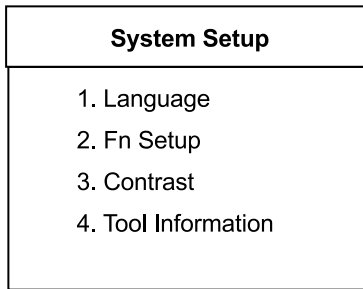 System Setup
1. Language
2. Fn Setup
3. Contrast
4. Tool Information